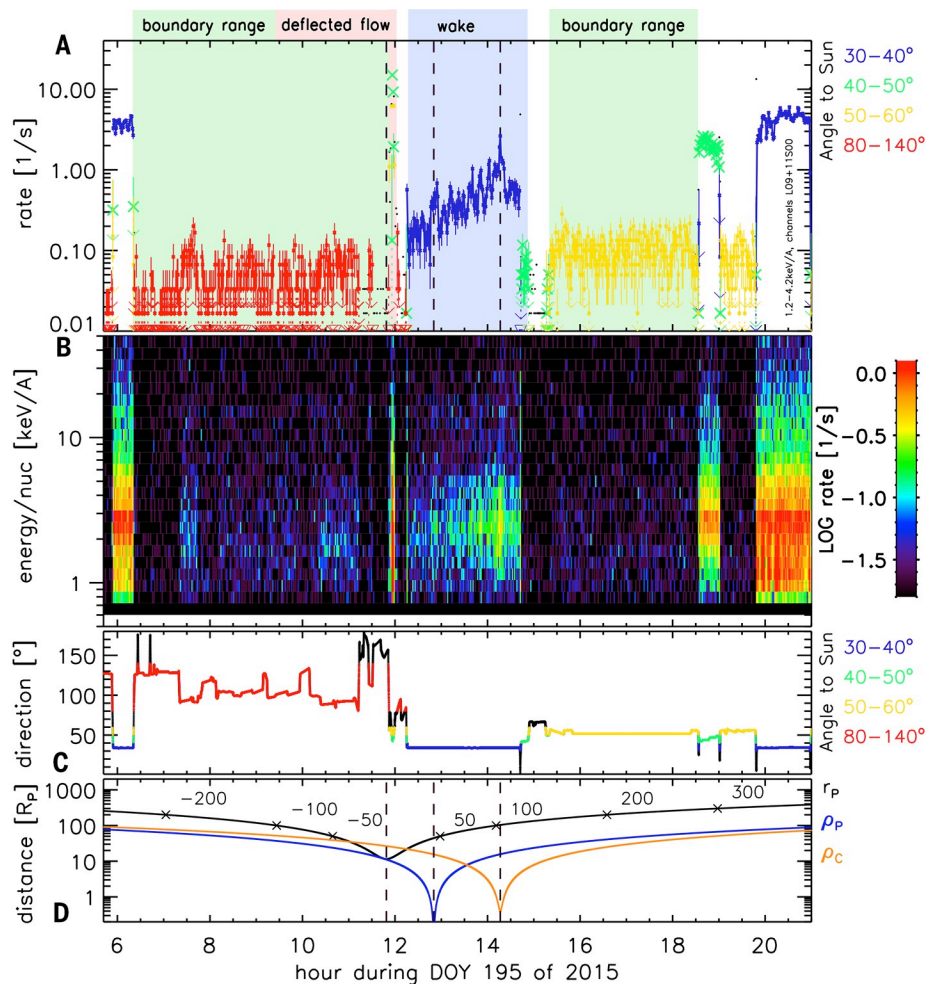 boundary range deflected flow wake boundary range
A
rate [1/s]
10.00
1.00
0.10
0.01
Angle to Sun
30−40°
40−50°
50−60°
80−140°
1.2−4.2keV/A, channels L09+11S00
B
energy/nuc [keV/A]
10
1
LOG rate [1/s]
0.0
−0.5
−1.0
−1.5
C
direction [°]
150
100
50
Angle to Sun
30−40°
40−50°
50−60°
80−140°
D
distance [RP]
1000
100
10
1
−200 −100 −50 50 100 200 300
rP
ρP
ρC
6 8 10 12 14 16 18 20
hour during DOY 195 of 2015